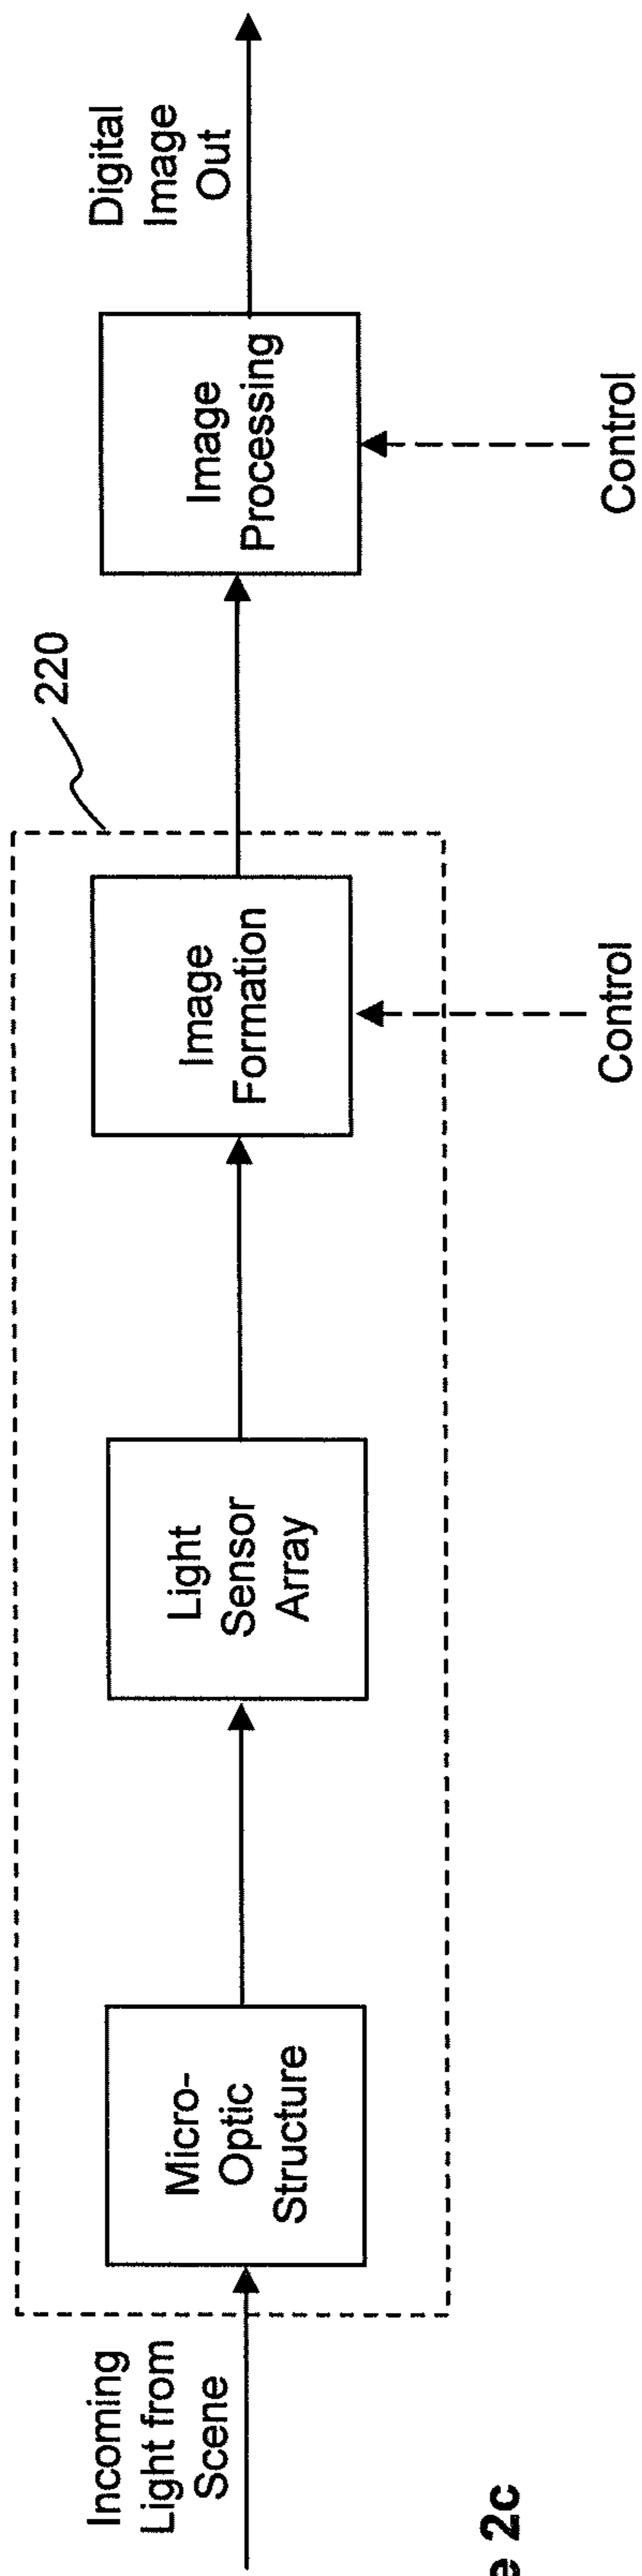 Incoming
Light from
Scene
Micro-
Optic
Structure
Light
Sensor
Array
Image
Formation
220
Image
Processing
Digital
Image
Out
Control
Control
2c